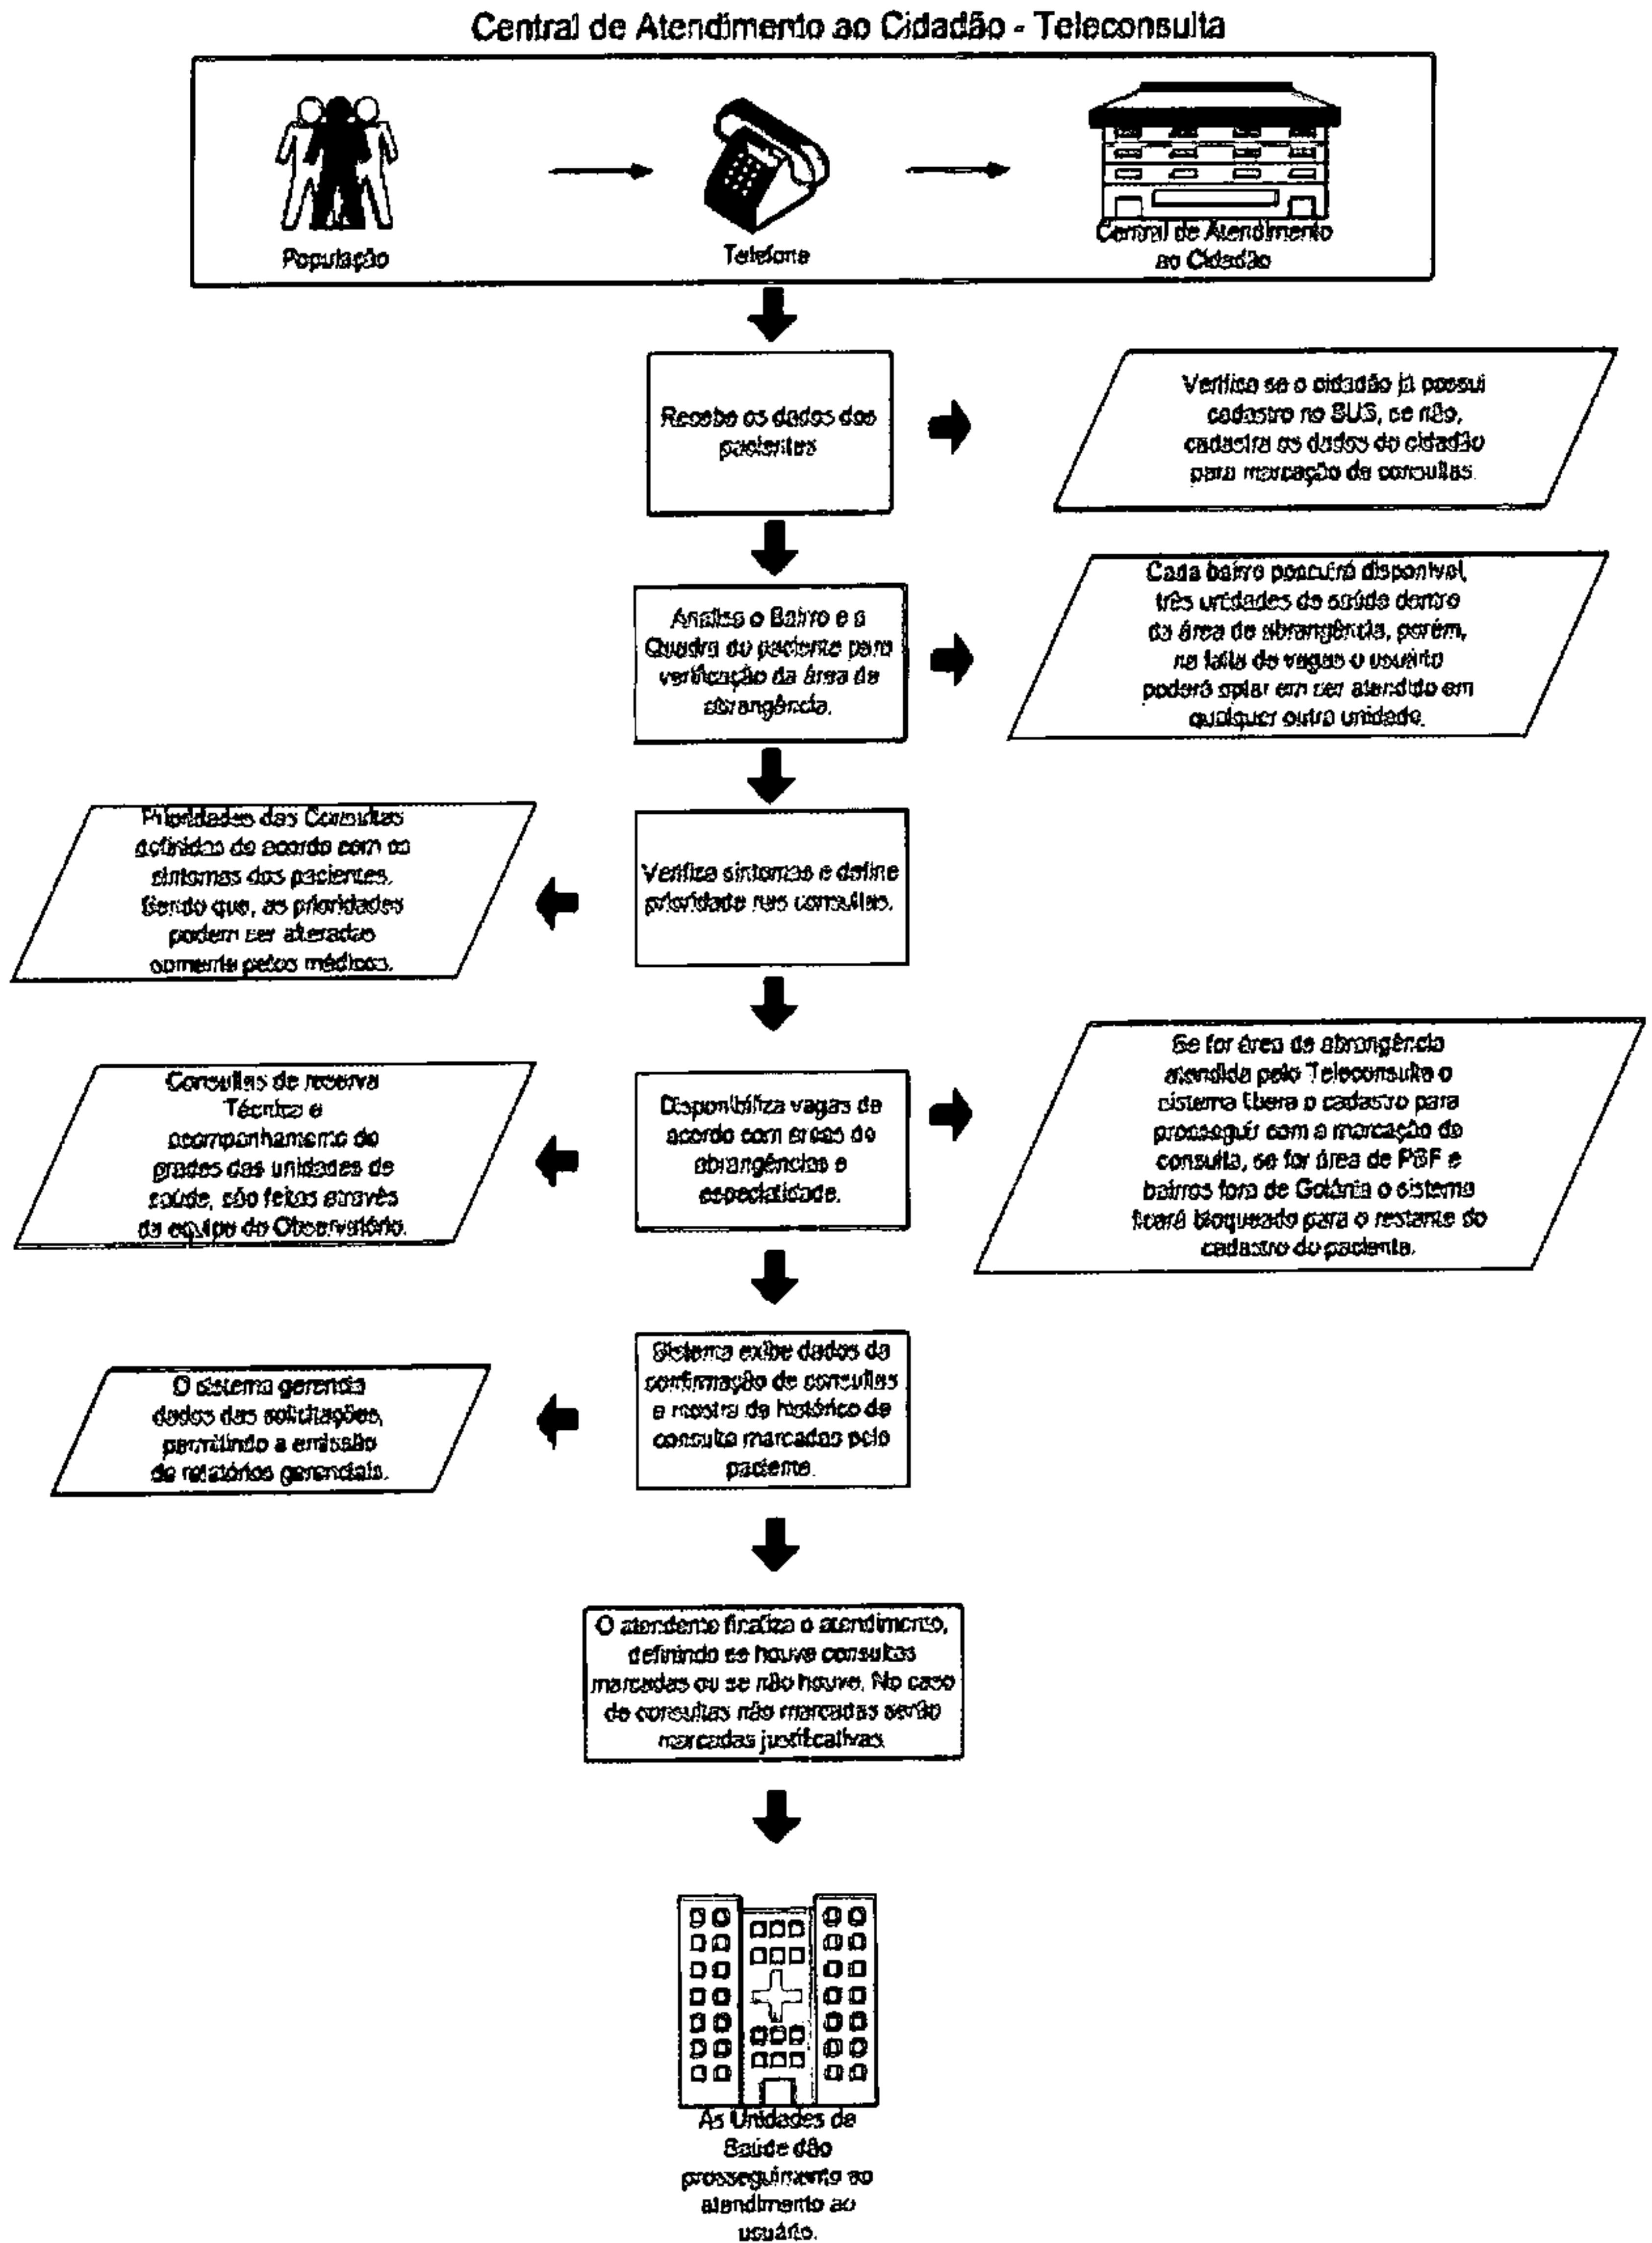 Central de Atendimento ao Cidadão - Teleconsulta
População
Telefone
Central de Atendimento
ao Cidadão
Recebe os dados dos
pacientes
Verifica se o cidadão já possui
cadastro no SUS, se não,
cadastra os dados do cidadão
para marcação de consultas.
Analisa o Bairro e a
Quadra do paciente para
verificação da área de
abrangência.
Cada bairro possuirá disponível,
três unidades de saúde dentro
da área de abrangência, porém,
na falta de vagas o usuário
poderá optar em ser atendido em
qualquer outra unidade.
Verifica sintomas e define
prioridade nas consultas.
Prioridades das Consultas
definidas de acordo com os
sintomas dos pacientes.
Sendo que, as prioridades
podem ser alteradas
somente pelos médicos.
Disponibiliza vagas de
acordo com áreas de
abrangências e
especialidade.
Consultas de reserva
Técnica e
acompanhamento de
grades das unidades de
saúde, são feitos através
da equipe do Observatório.
Se for área de abrangência
atendida pelo Teleconsulta o
sistema libera o cadastro para
prosseguir com a marcação de
consulta, se for área de PSF e
bairros fora de Goiânia o sistema
ficará bloqueado para o restante do
cadastro do paciente.
Sistema exibe dados da
confirmação de consultas
e mostra de histórico de
consulta marcadas pelo
paciente.
O sistema gerencia
dados das solicitações,
permitindo a emissão
de relatórios gerenciais.
O atendente finaliza o atendimento,
definindo se houve consultas
marcadas ou se não houve. No caso
de consultas não marcadas serão
marcadas justificativas
As Unidades de
Saúde dão
prosseguimento ao
atendimento ao
usuário.